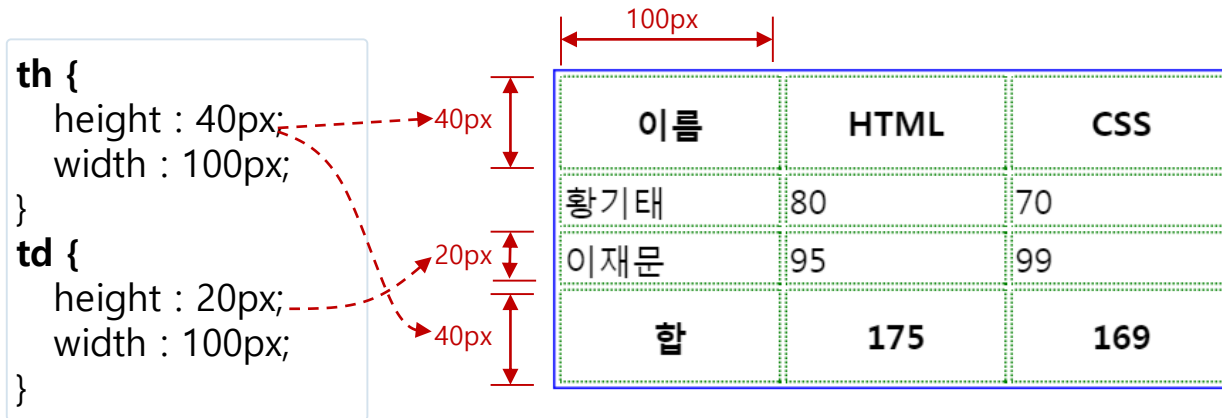 th {
height : 40px;
width : 100px;
}
td {
height : 20px;
width : 100px;
}
100px
40px
20px
40px
이름 HTML CSS
황기태 80 70
이재문 95 99
합 175 169